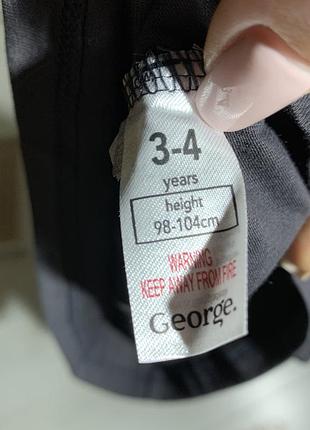 3-4
years
height
98-104cm
WARNING
KEEP AWAY FROM FIRE
George.